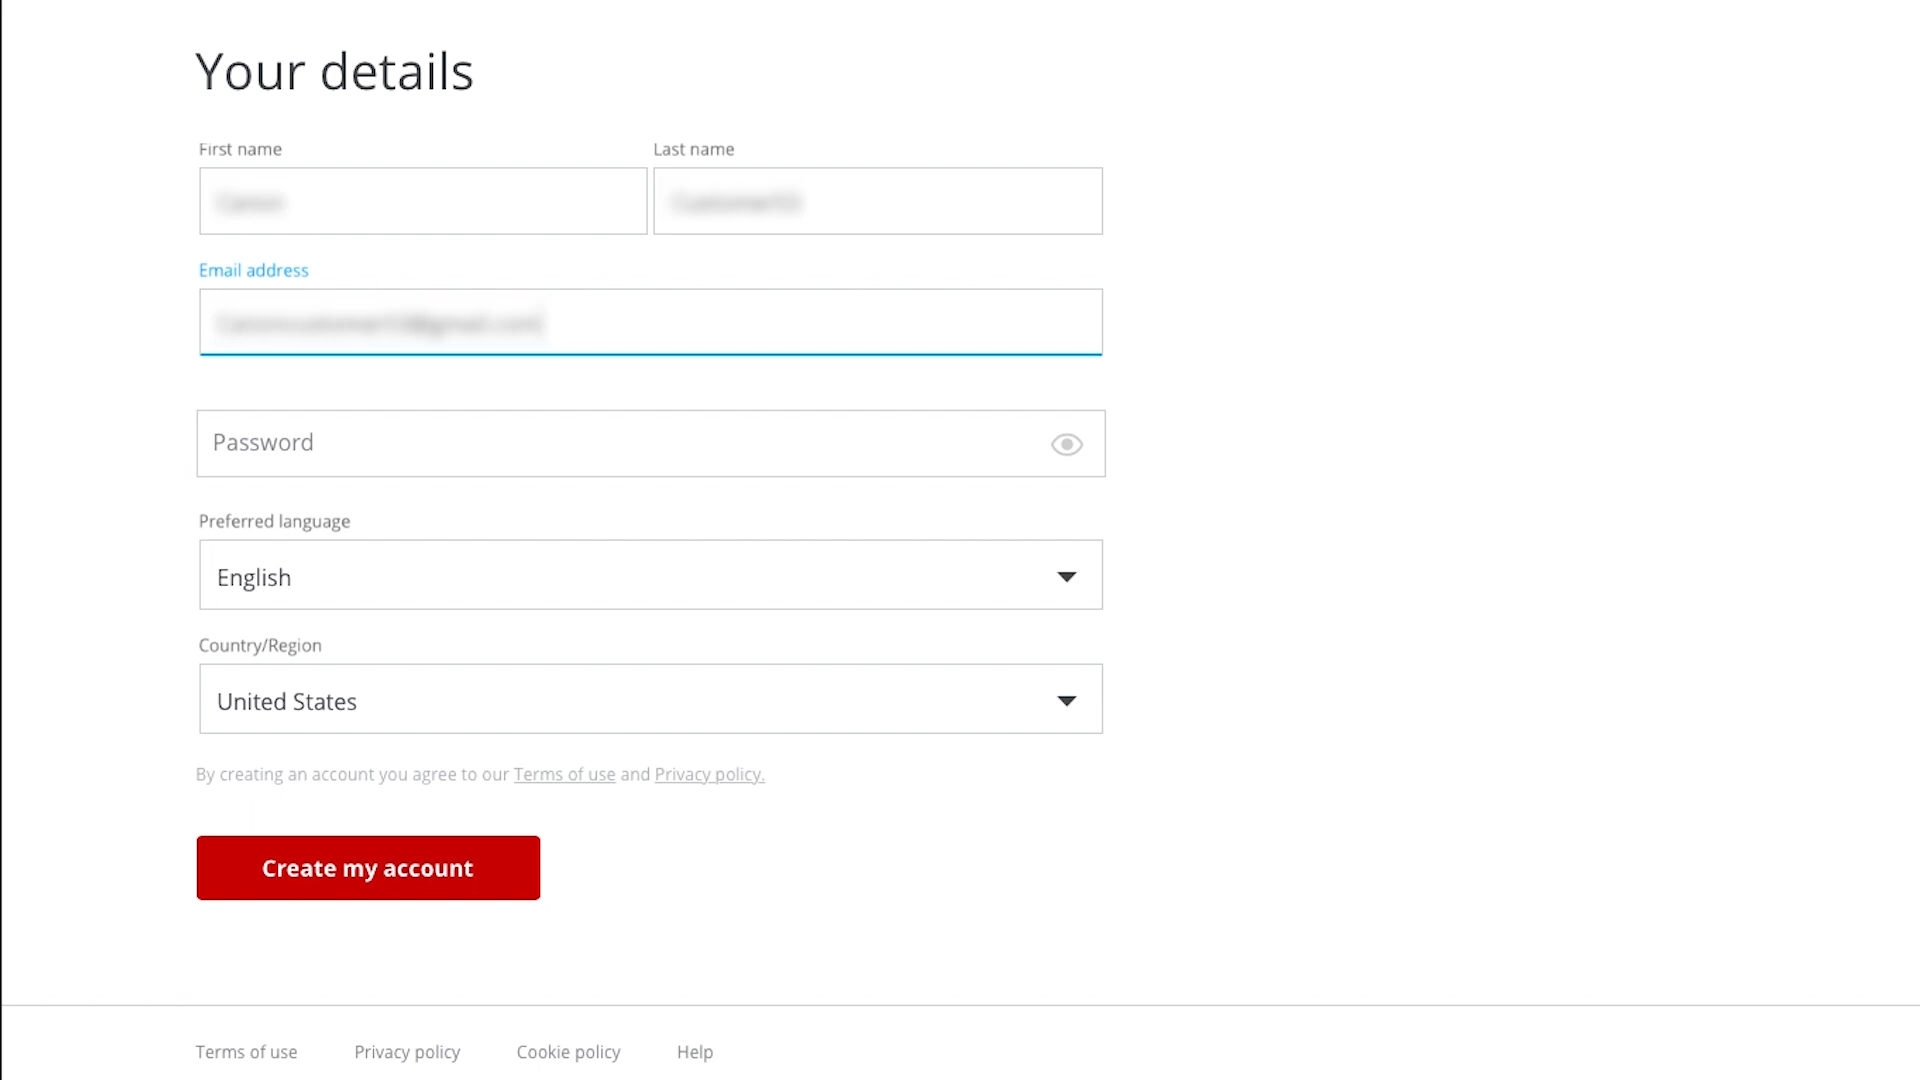 Your details
First name
Last name
Email address
Password
Preferred language
English
Country/Region
United States
By creating an account you agree to our Terms of use and Privacy policy.
Create my account
Terms of use Privacy policy Cookie policy Help